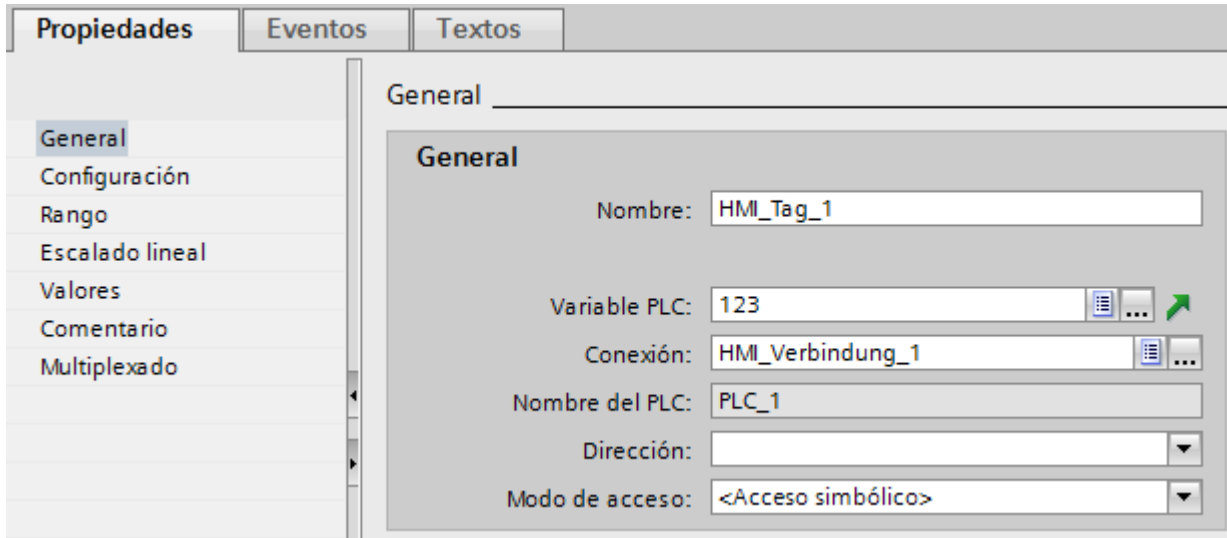 Propiedades Eventos Textos
General
General
Configuración
Rango
Escalado lineal
Valores
Comentario
Multiplexado
General
Nombre: HMI_Tag_1
Variable PLC: 123 ...
Conexión: HMI_Verbindung_1 ...
Nombre del PLC: PLC_1
Dirección:
Modo de acceso: <Acceso simbólico>